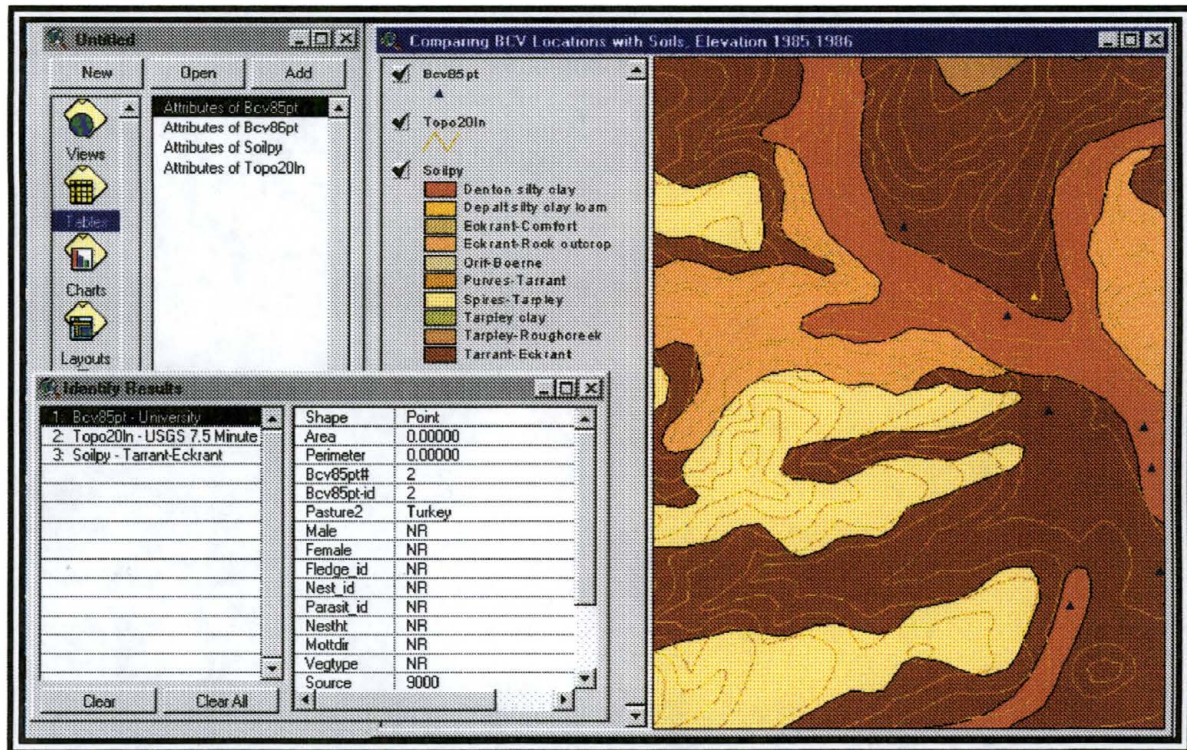 Untitled
New Open Add
Views
Tables
Charts
Layouts
Attributes of Bcv85pt
Attributes of Bcv86pt
Attributes of Soilpy
Attributes of Topo20ln
Comparing BCV Locations with Soils, Elevation 1985,1986
Bcv85pt
Topo20ln
Soilpy
Denton silty clay
Depalt silty clay loam
Eckrant-Comfort
Eckrant-Rock outcrop
Orif-Boerne
Purves-Tarrant
Spires-Tarpley
Tarpley clay
Tarpley-Roughcreek
Tarrant-Eckrant
Identify Results
1: Bcv85pt - University
2: Topo20ln - USGS 7.5 Minute
3: Soilpy - Tarrant-Eckrant
Clear Clear All
Shape Point
Area 0.00000
Perimeter 0.00000
Bcv85pt# 2
Bcv85pt-id 2
Pasture2 Turkey
Male NR
Female NR
Fledge_id NR
Nest_id NR
Parasit_id NR
Nestht NR
Mottdir NR
Vegtype NR
Source 9000